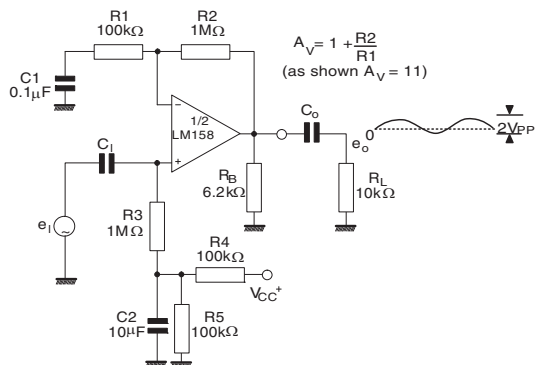 R1
100kΩ
R2
1MΩ
A_V = 1 + R2/R1
(as shown A_V = 11)
C1
0.1µF
1/2
LM158
C_I
C_o
0
2V_PP
e_o
R_B
6.2kΩ
R_L
10kΩ
R3
1MΩ
e_I
~
R4
100kΩ
V_CC+
C2
10µF
R5
100kΩ